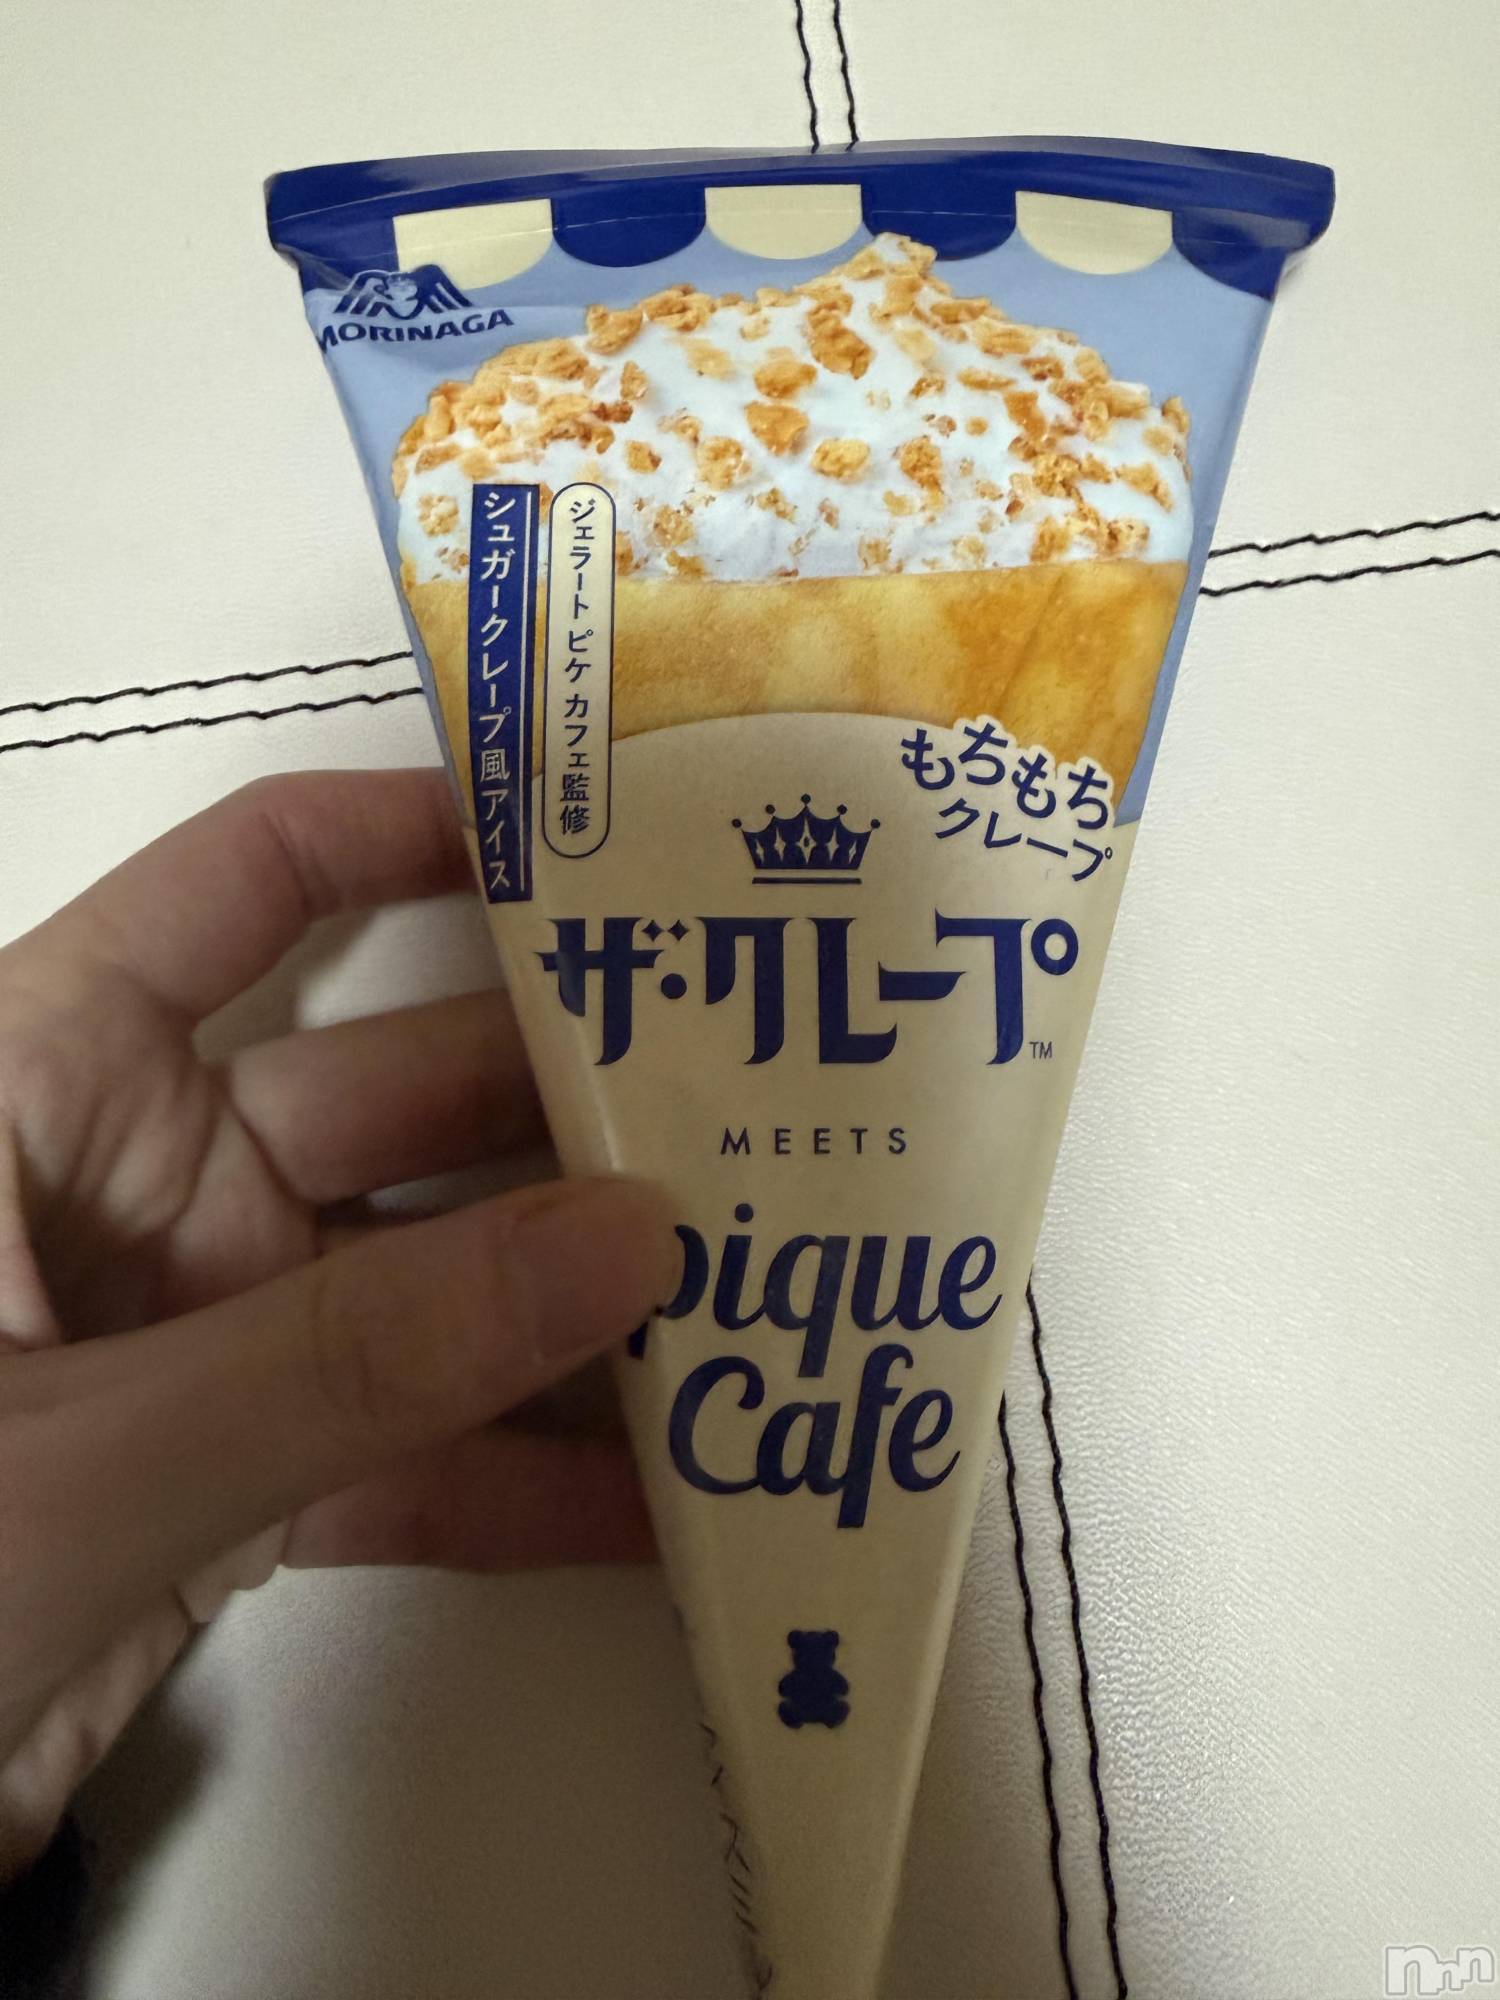 MORINAGA
シュガークレープ風アイス
ジェラート ピケ カフェ監修
もちもち
クレープ
ザ・クレープ
TM
MEETS
pique
Cafe
nnn